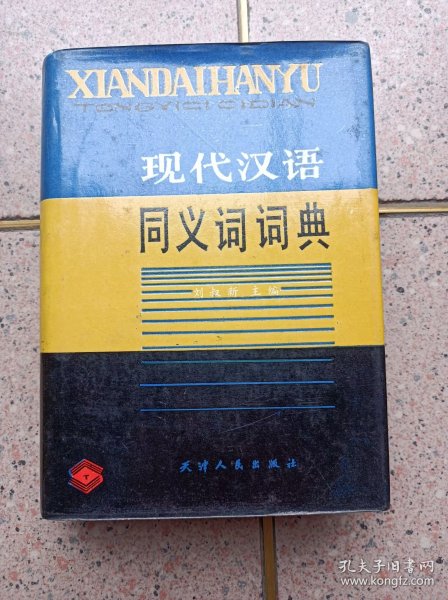 XIANDAIHANYU
现代汉语
同义词词典
刘叔新 主编
天津人民出版社
孔夫子旧书网
www.kongfz.com